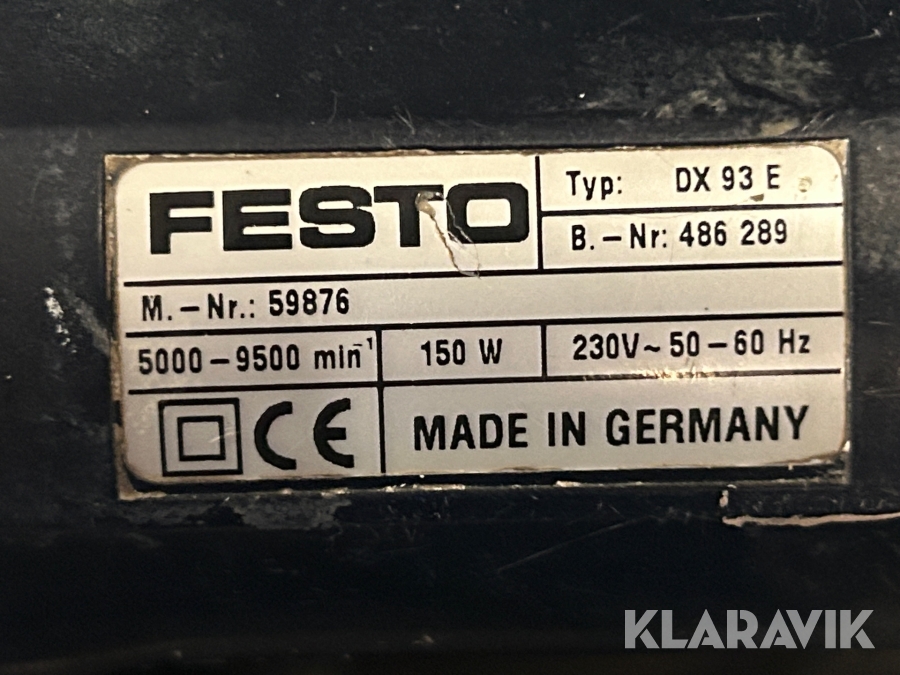 FESTO
Typ: DX 93 E
B.-Nr: 486 289
M.-Nr.: 59876
5000-9500 min⁻¹ 150 W 230V~ 50-60 Hz
CE MADE IN GERMANY
KLARAVIK